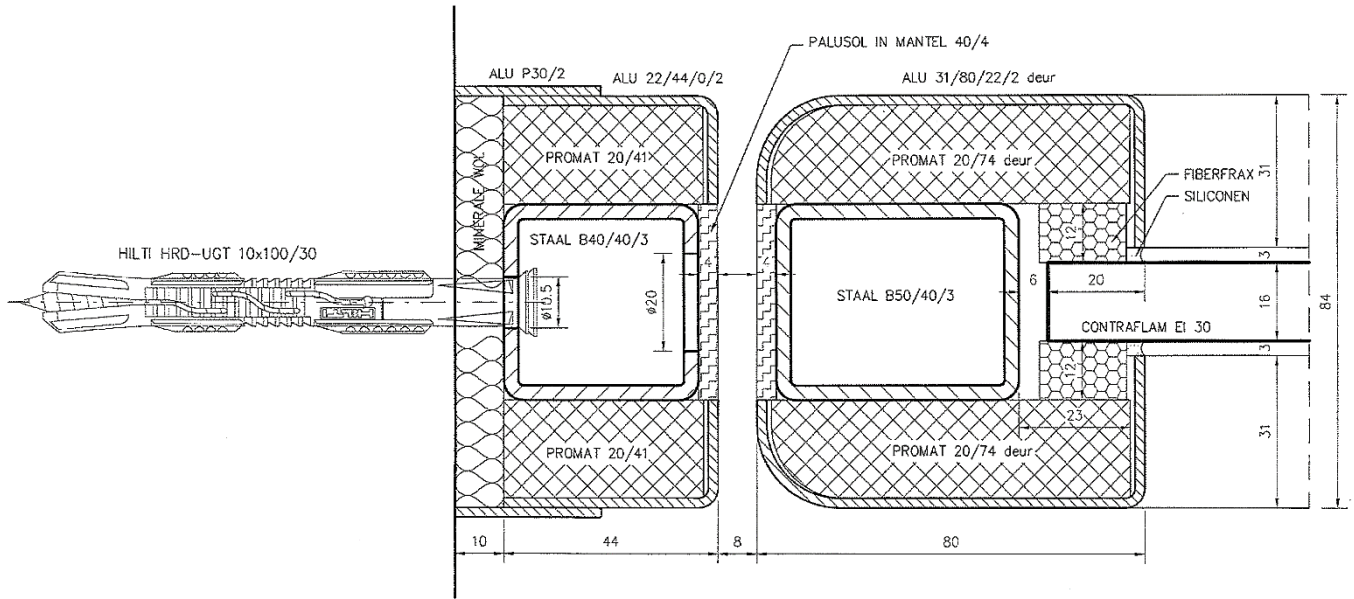 PALUSOL IN MANTEL 40/4
ALU P30/2
ALU 22/44/0/2
ALU 31/80/22/2 deur
PROMAT 20/41
PROMAT 20/74 deur
FIBERFRAX
SILICONEN
31
MINERALE WOL
STAAL B40/40/3
12
HILTI HRD-UGT 10x100/30
4
4
3
ø10.5
ø20
STAAL B50/40/3
6
20
16
84
CONTRAFLAM EI 30
3
12
23
31
PROMAT 20/41
PROMAT 20/74 deur
10
44
8
80